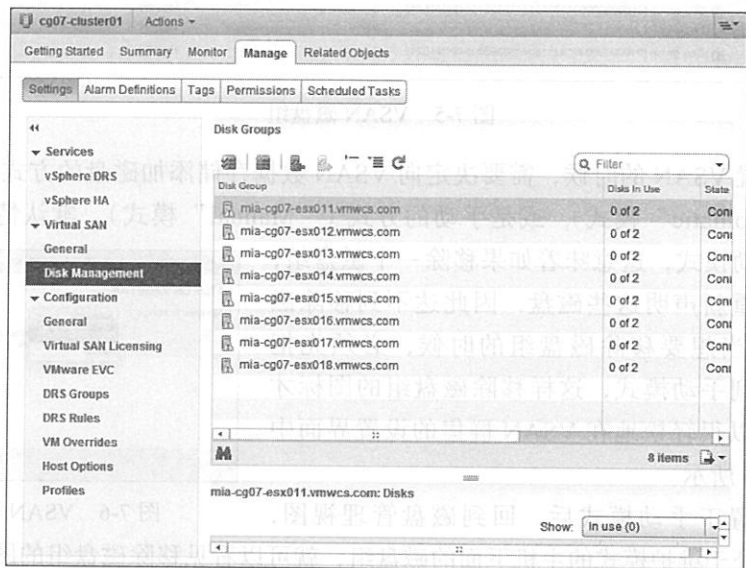 cg07-cluster01 Actions
Getting Started Summary Monitor Manage Related Objects
Settings Alarm Definitions Tags Permissions Scheduled Tasks
Services
vSphere DRS
vSphere HA
Virtual SAN
General
Disk Management
Configuration
General
Virtual SAN Licensing
VMware EVC
DRS Groups
DRS Rules
VM Overrides
Host Options
Profiles
Disk Groups
Filter
Disk Group Disks In Use State
mia-cg07-esx011.vmwcs.com 0 of 2
mia-cg07-esx012.vmwcs.com 0 of 2
mia-cg07-esx013.vmwcs.com 0 of 2
mia-cg07-esx014.vmwcs.com 0 of 2
mia-cg07-esx015.vmwcs.com 0 of 2
mia-cg07-esx016.vmwcs.com 0 of 2
mia-cg07-esx017.vmwcs.com 0 of 2
mia-cg07-esx018.vmwcs.com 0 of 2
8 items
mia-cg07-esx011.vmwcs.com: Disks
Show: In use (0)